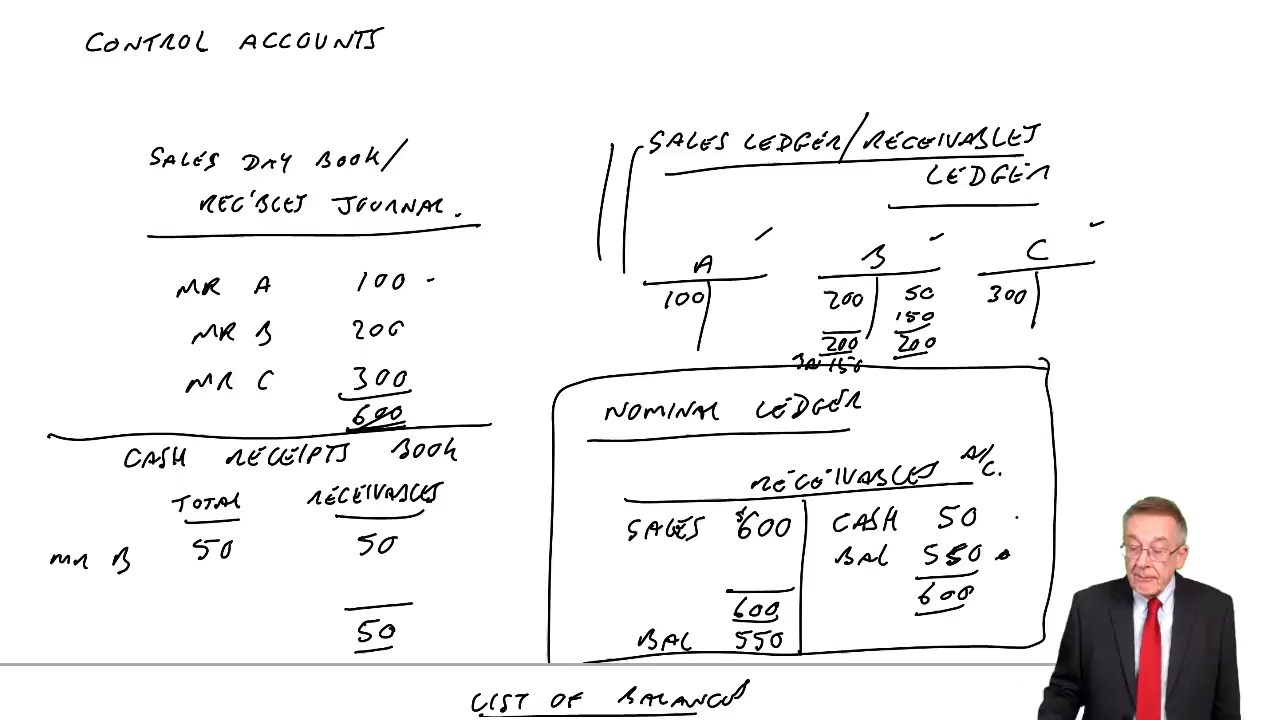 CONTROL ACCOUNTS
SALES DAY BOOK/
REC'BLES JOURNAL.
MR A 100
MR B 200
MR C 300
600
CASH RECEIPTS BOOK
TOTAL RECEIVABLES
MR B 50 50
50
SALES LEDGER/RECEIVABLES
LEDGER
A B C
100 200 50 300
150
200 200
BAL 150
NOMINAL LEDGER
RECEIVABLES A/C.
SALES $600 CASH 50
BAL 550
600 600
BAL 550
LIST OF BALANCES